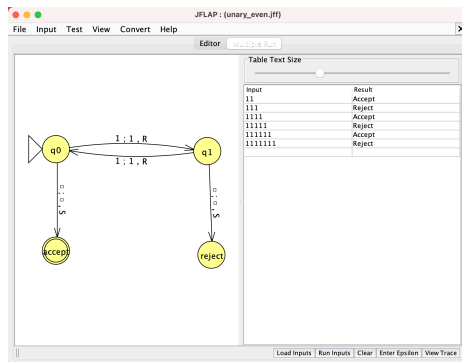 JFLAP : (unary_even.jff)
File Input Test View Convert Help ×
Editor Multiple Run
Table Text Size
Input Result
11 Accept
111 Reject
1111 Accept
11111 Reject
111111 Accept
1111111 Reject
1 ; 1 , R
q0 q1
1 ; 1 , R
□ ; □ , S □ ; □ , S
accept reject
Load Inputs Run Inputs Clear Enter Epsilon View Trace